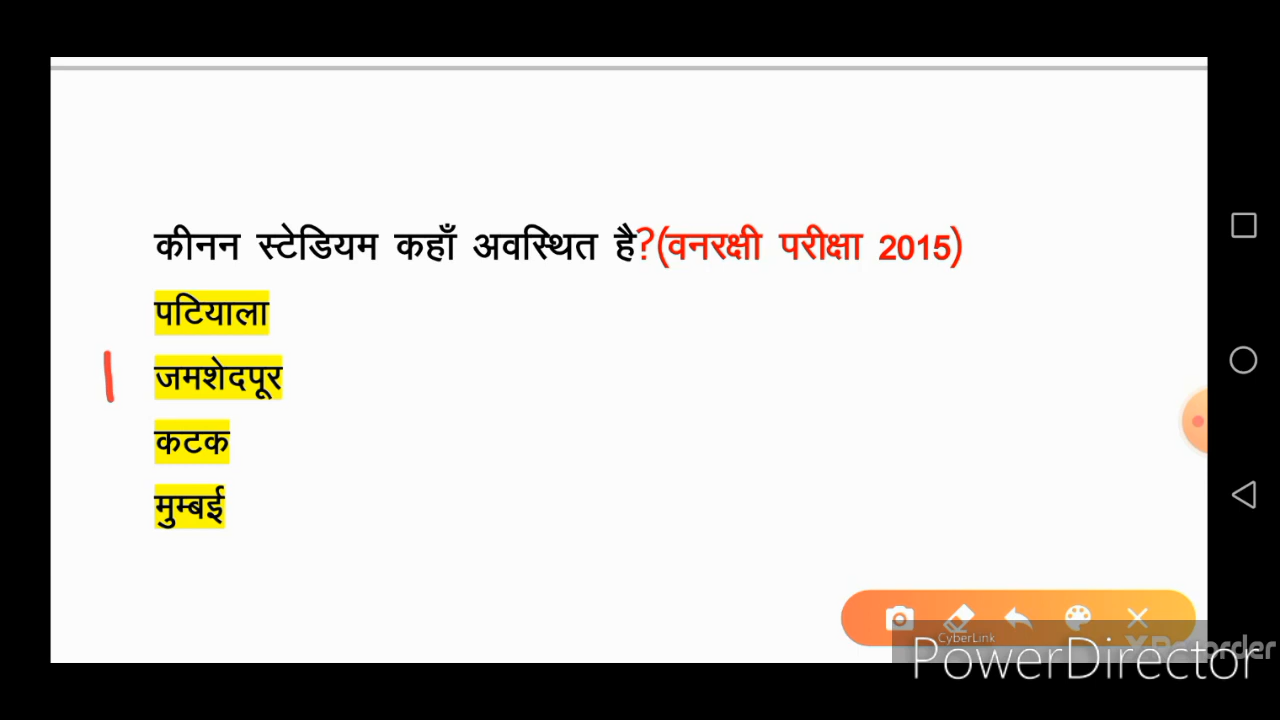 कीनन स्टेडियम कहाँ अवस्थित है?(वनरक्षी परीक्षा 2015)
पटियाला
जमशेदपूर
कटक
मुम्बई
CyberLink
PowerDirector